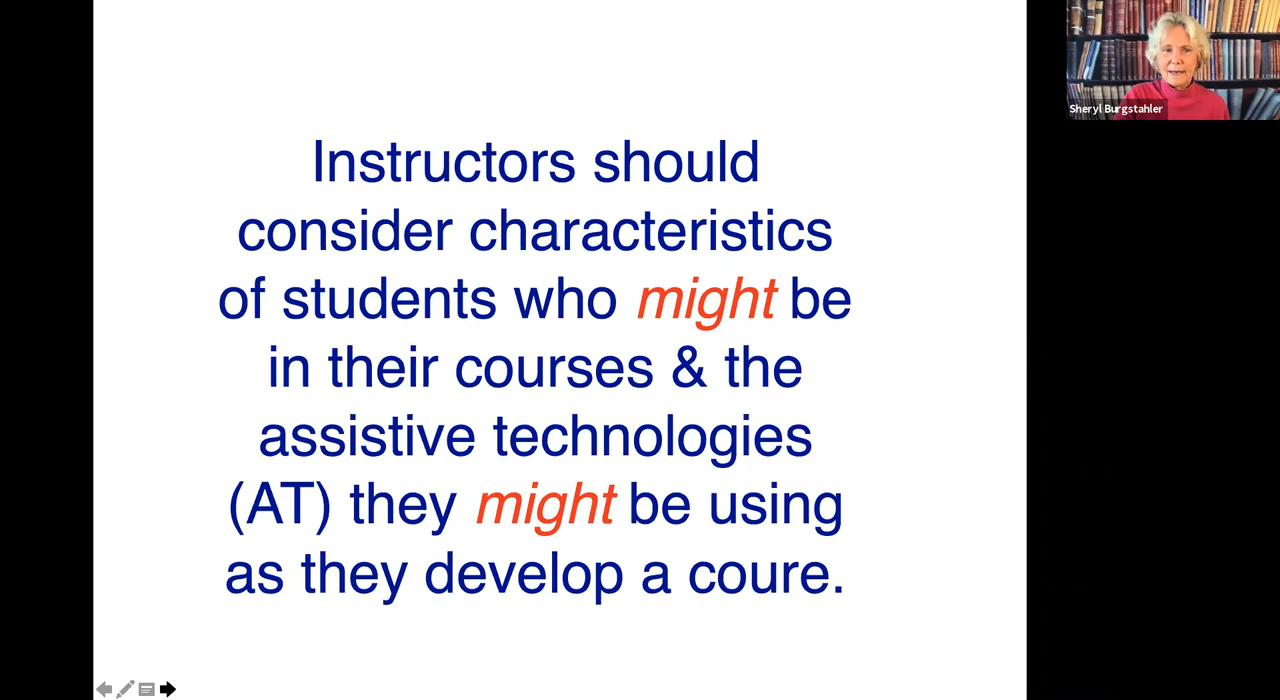 Instructors should
consider characteristics
of students who might be
in their courses & the
assistive technologies
(AT) they might be using
as they develop a coure.
Sheryl Burgstahler